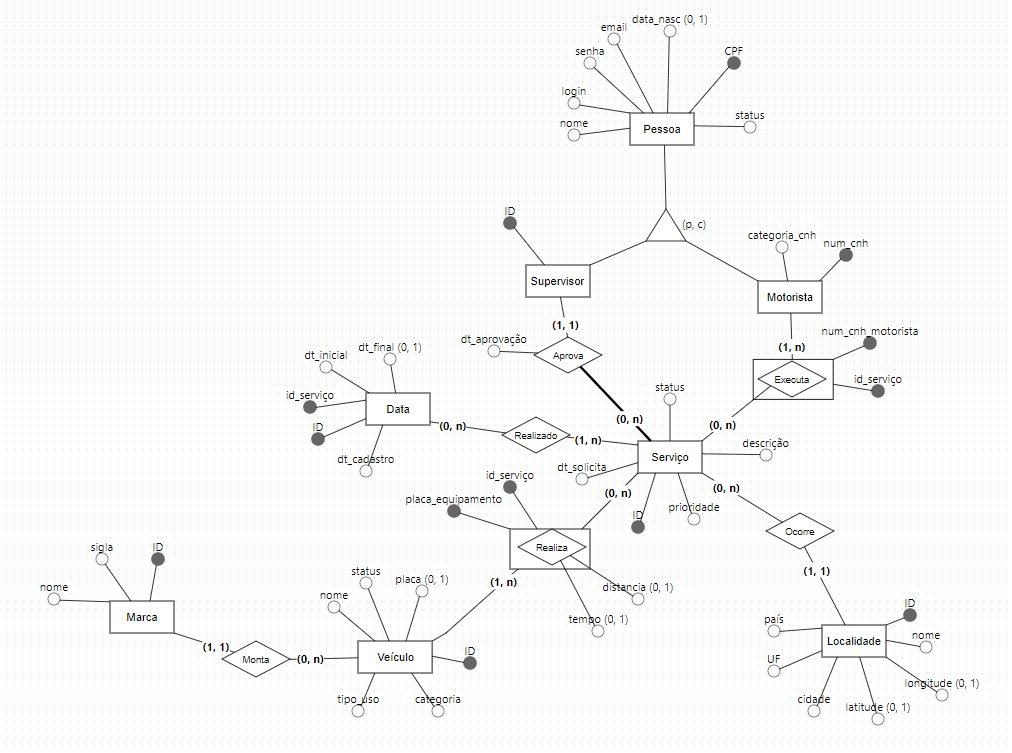 data_nasc (0, 1)
email
senha
CPF
login
status
nome
Pessoa
(p, c)
ID
categoria_cnh
num_cnh
Supervisor
Motorista
(1, 1)
dt_aprovação
Aprova
(1, n)
num_cnh_motorista
Executa
id_serviço
dt_final (0, 1)
dt_inicial
id_serviço
Data
ID
dt_cadastro
(0, n)
Realizado
(1, n)
status
(0, n)
(0, n)
Serviço
descrição
dt_solicita
ID
prioridade
(0, n)
(0, n)
id_serviço
placa_equipamento
Realiza
Ocorre
(1, n)
distancia (0, 1)
tempo (0, 1)
(1, 1)
sigla
ID
nome
Marca
(1, 1)
Monta
(0, n)
status
placa (0, 1)
nome
Veículo
ID
tipo_uso
categoria
ID
país
nome
Localidade
UF
longitude (0, 1)
cidade
latitude (0, 1)